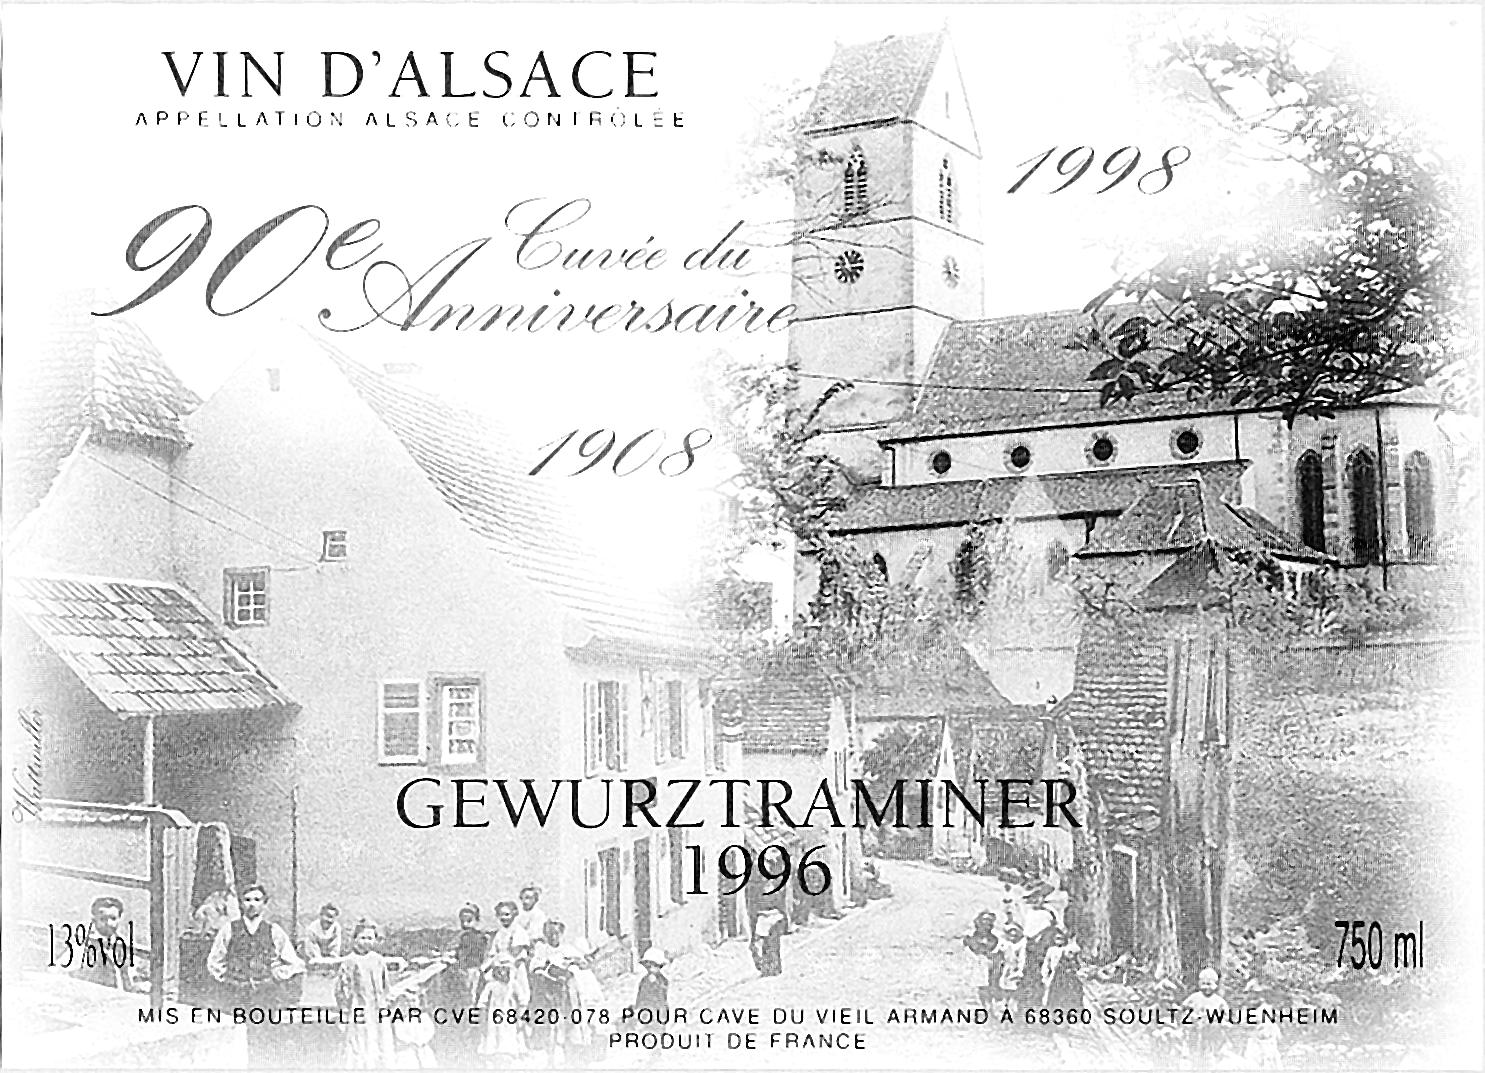 VIN D'ALSACE
APPELLATION ALSACE CONTRÔLÉE
1998
90e Cuvée du
Anniversaire
1908
Wattwiller
GEWURZTRAMINER
1996
13%vol
750 ml
MIS EN BOUTEILLE PAR CVE 68420-078 POUR CAVE DU VIEIL ARMAND À 68360 SOULTZ-WUENHEIM
PRODUIT DE FRANCE